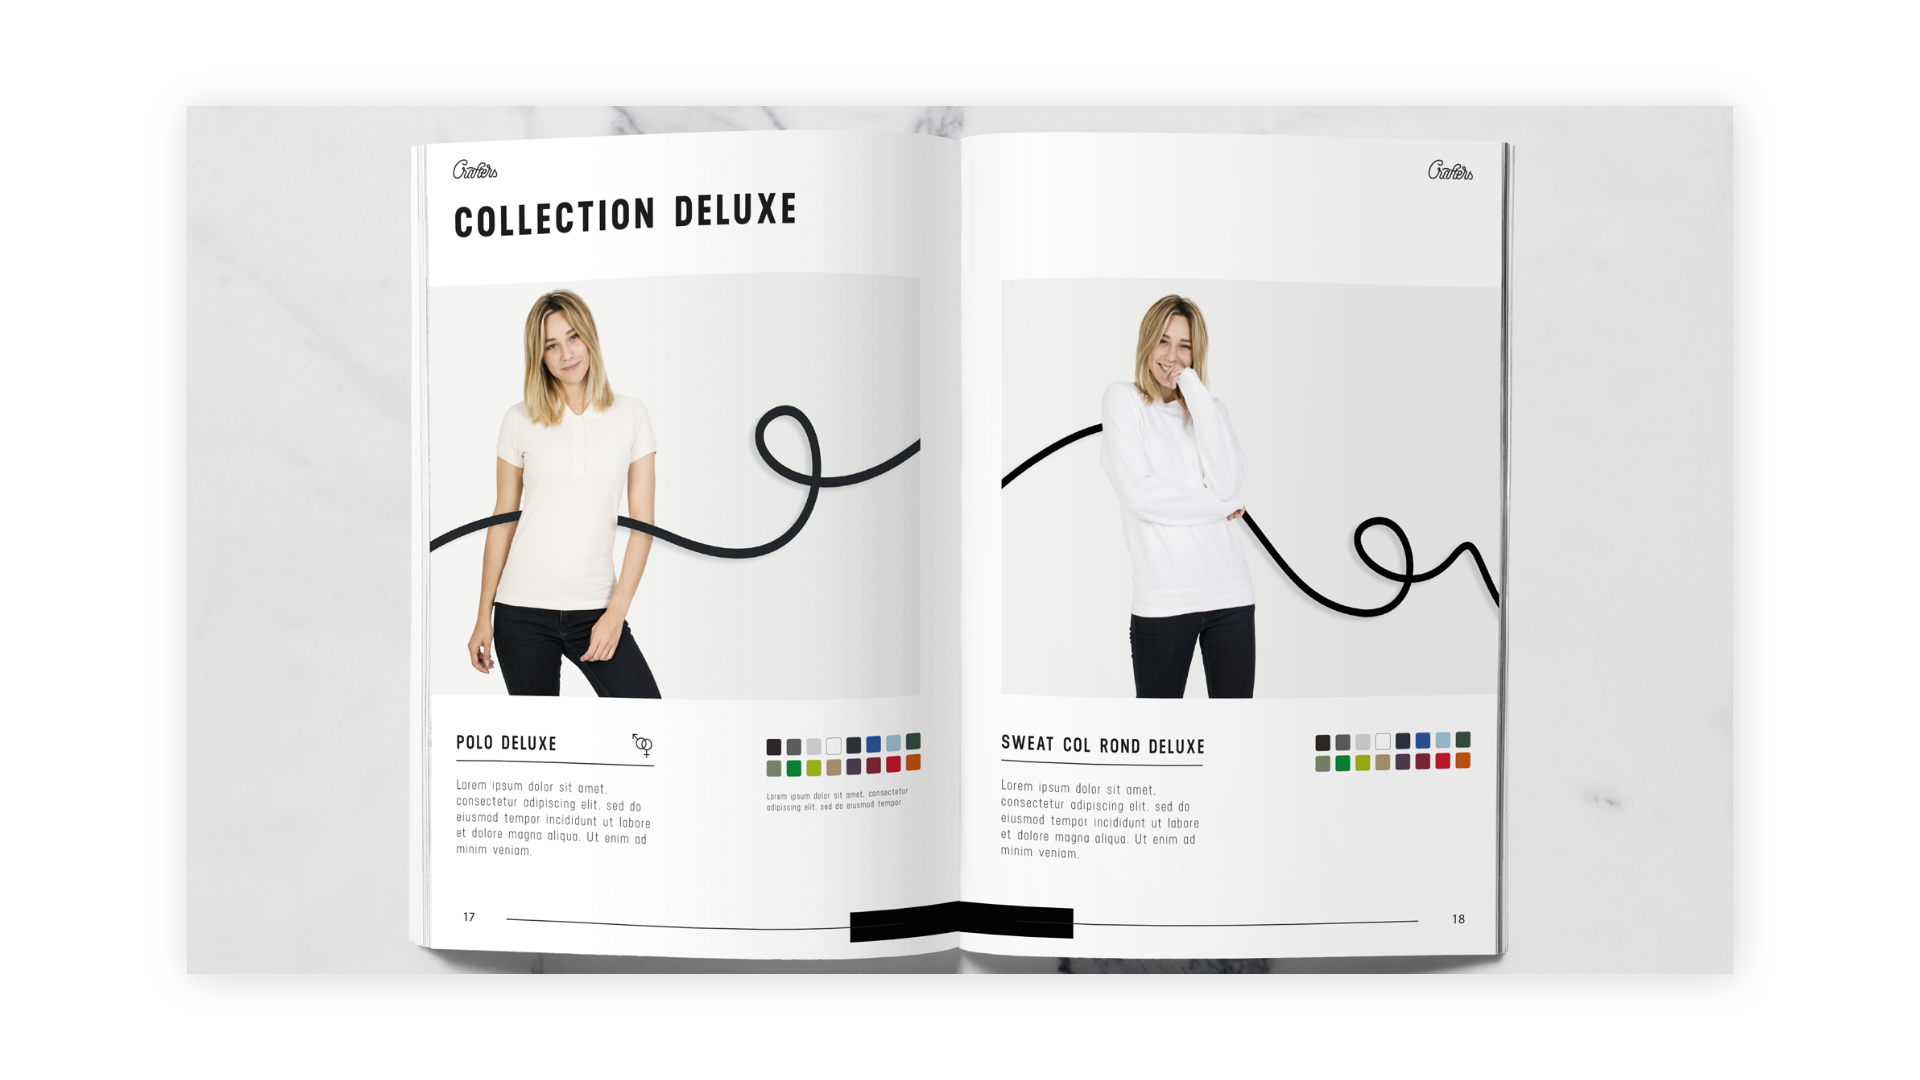 Crafters
COLLECTION DELUXE
POLO DELUXE
Lorem ipsum dolor sit amet,
consectetur adipiscing elit, sed do
eiusmod tempor incididunt ut labore
et dolore magna aliqua. Ut enim ad
minim veniam,
Lorem ipsum dolor sit amet, consectetur
adipiscing elit, sed do eiusmod tempor
17
Crafters
SWEAT COL ROND DELUXE
Lorem ipsum dolor sit amet,
consectetur adipiscing elit, sed do
eiusmod tempor incididunt ut labore
et dolore magna aliqua. Ut enim ad
minim veniam,
18